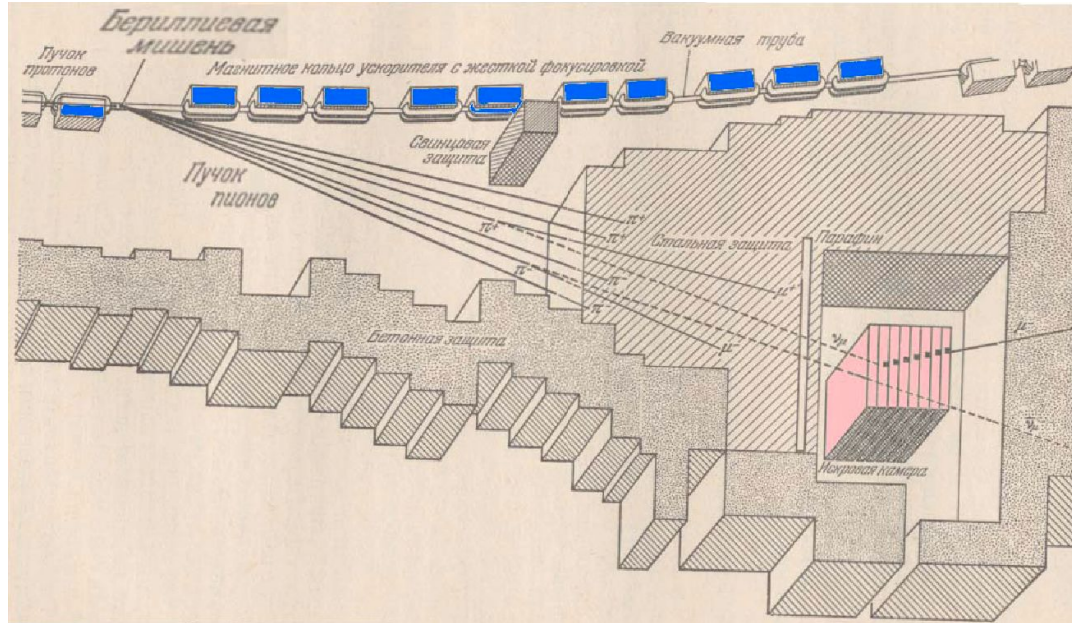 Бериллиевая
мишень
Пучок
протонов
Вакуумная труба
Магнитное кольцо ускорителя с жесткой фокусировкой
Свинцовая
защита
Пучок
пионов
π+
π+
π+
Стальная защита
Парафин
π-
π-
π-
μ-
μ
νμ
μ
Бетонная защита
ν̄μ
Искровая камера